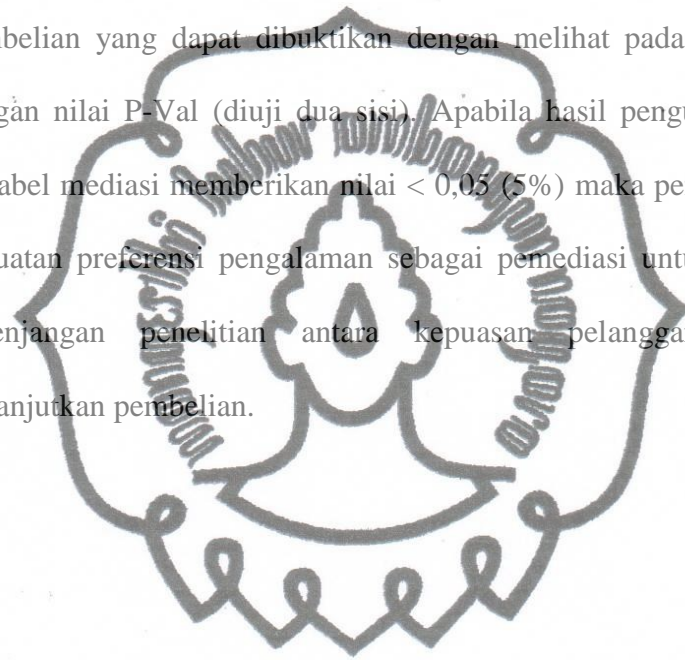 belian yang dapat dibuktikan dengan melihat pada
gan nilai P-Val (diuji dua sisi). Apabila hasil pengu
abel mediasi memberikan nilai < 0,05 (5%) maka pe
uatan preferensi pengalaman sebagai pemediasi untu
enjangan penelitian antara kepuasan pelangga
anjutkan pembelian.